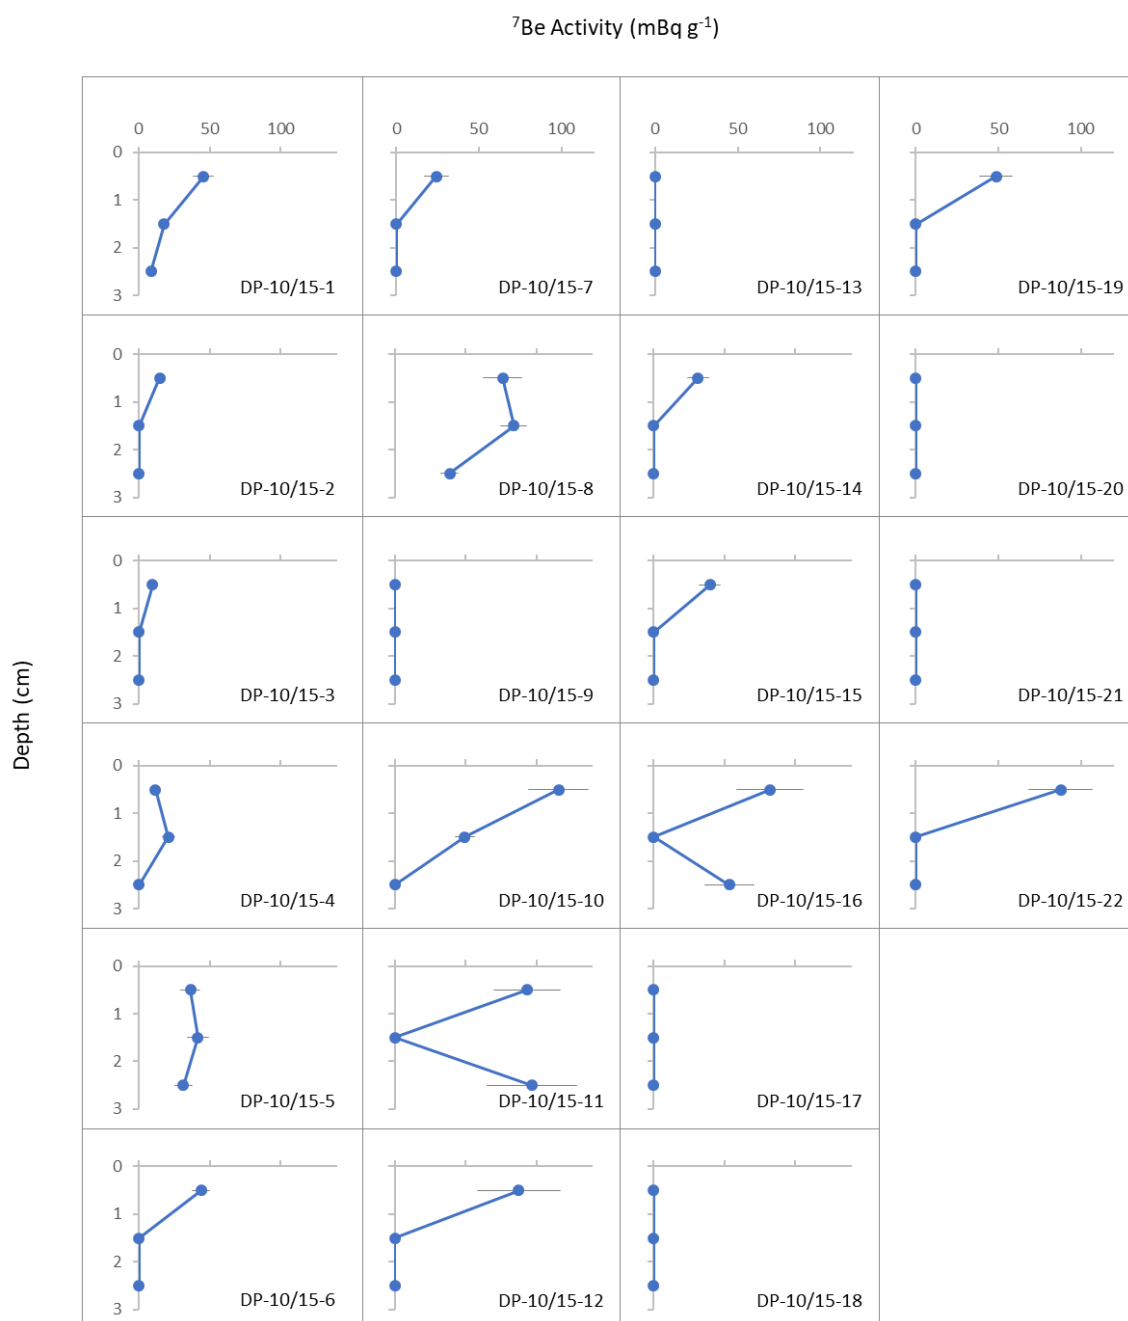 ⁷Be Activity (mBq g⁻¹)
0 50 100 0 50 100 0 50 100 0 50 100
0
1
2
3
DP-10/15-1 DP-10/15-7 DP-10/15-13 DP-10/15-19
0
1
2
3
DP-10/15-2 DP-10/15-8 DP-10/15-14 DP-10/15-20
0
1
2
3
DP-10/15-3 DP-10/15-9 DP-10/15-15 DP-10/15-21
Depth (cm)
0
1
2
3
DP-10/15-4 DP-10/15-10 DP-10/15-16 DP-10/15-22
0
1
2
3
DP-10/15-5 DP-10/15-11 DP-10/15-17
0
1
2
3
DP-10/15-6 DP-10/15-12 DP-10/15-18